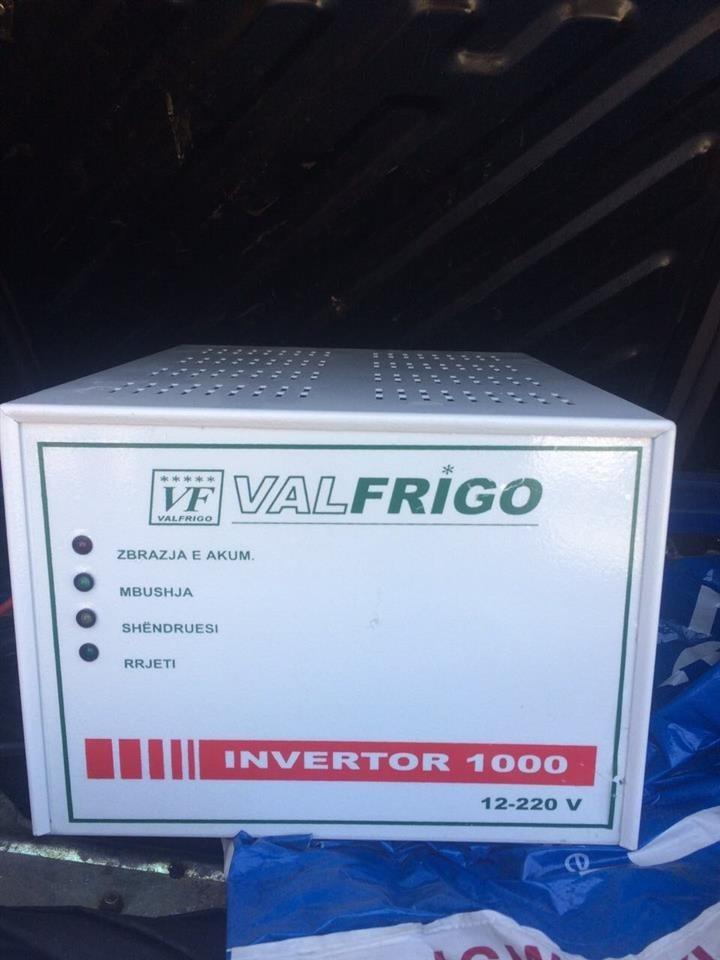 ***** 
VF
VALFRIGO
VALFRIGO
ZBRAZJA E AKUM.
MBUSHJA
SHËNDRUESI
RRJETI
INVERTOR 1000
12-220 V
e